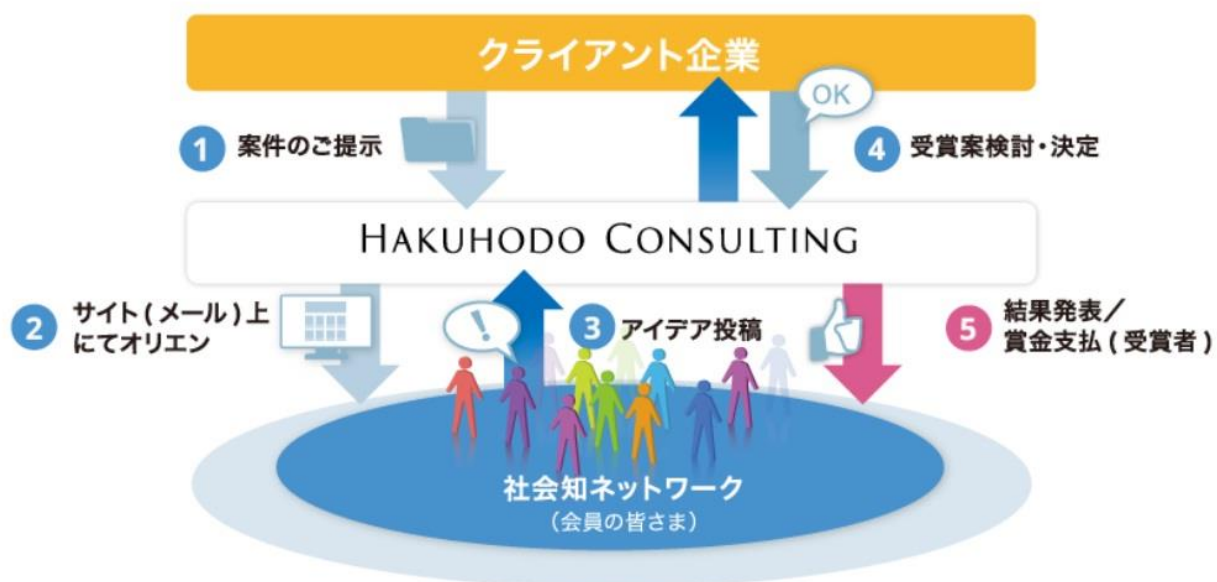 クライアント企業
OK
1 案件のご提示
4 受賞案検討・決定
HAKUHODO CONSULTING
2 サイト(メール)上
にてオリエン
!
3 アイデア投稿
5 結果発表/
賞金支払(受賞者)
社会知ネットワーク
(会員の皆さま)